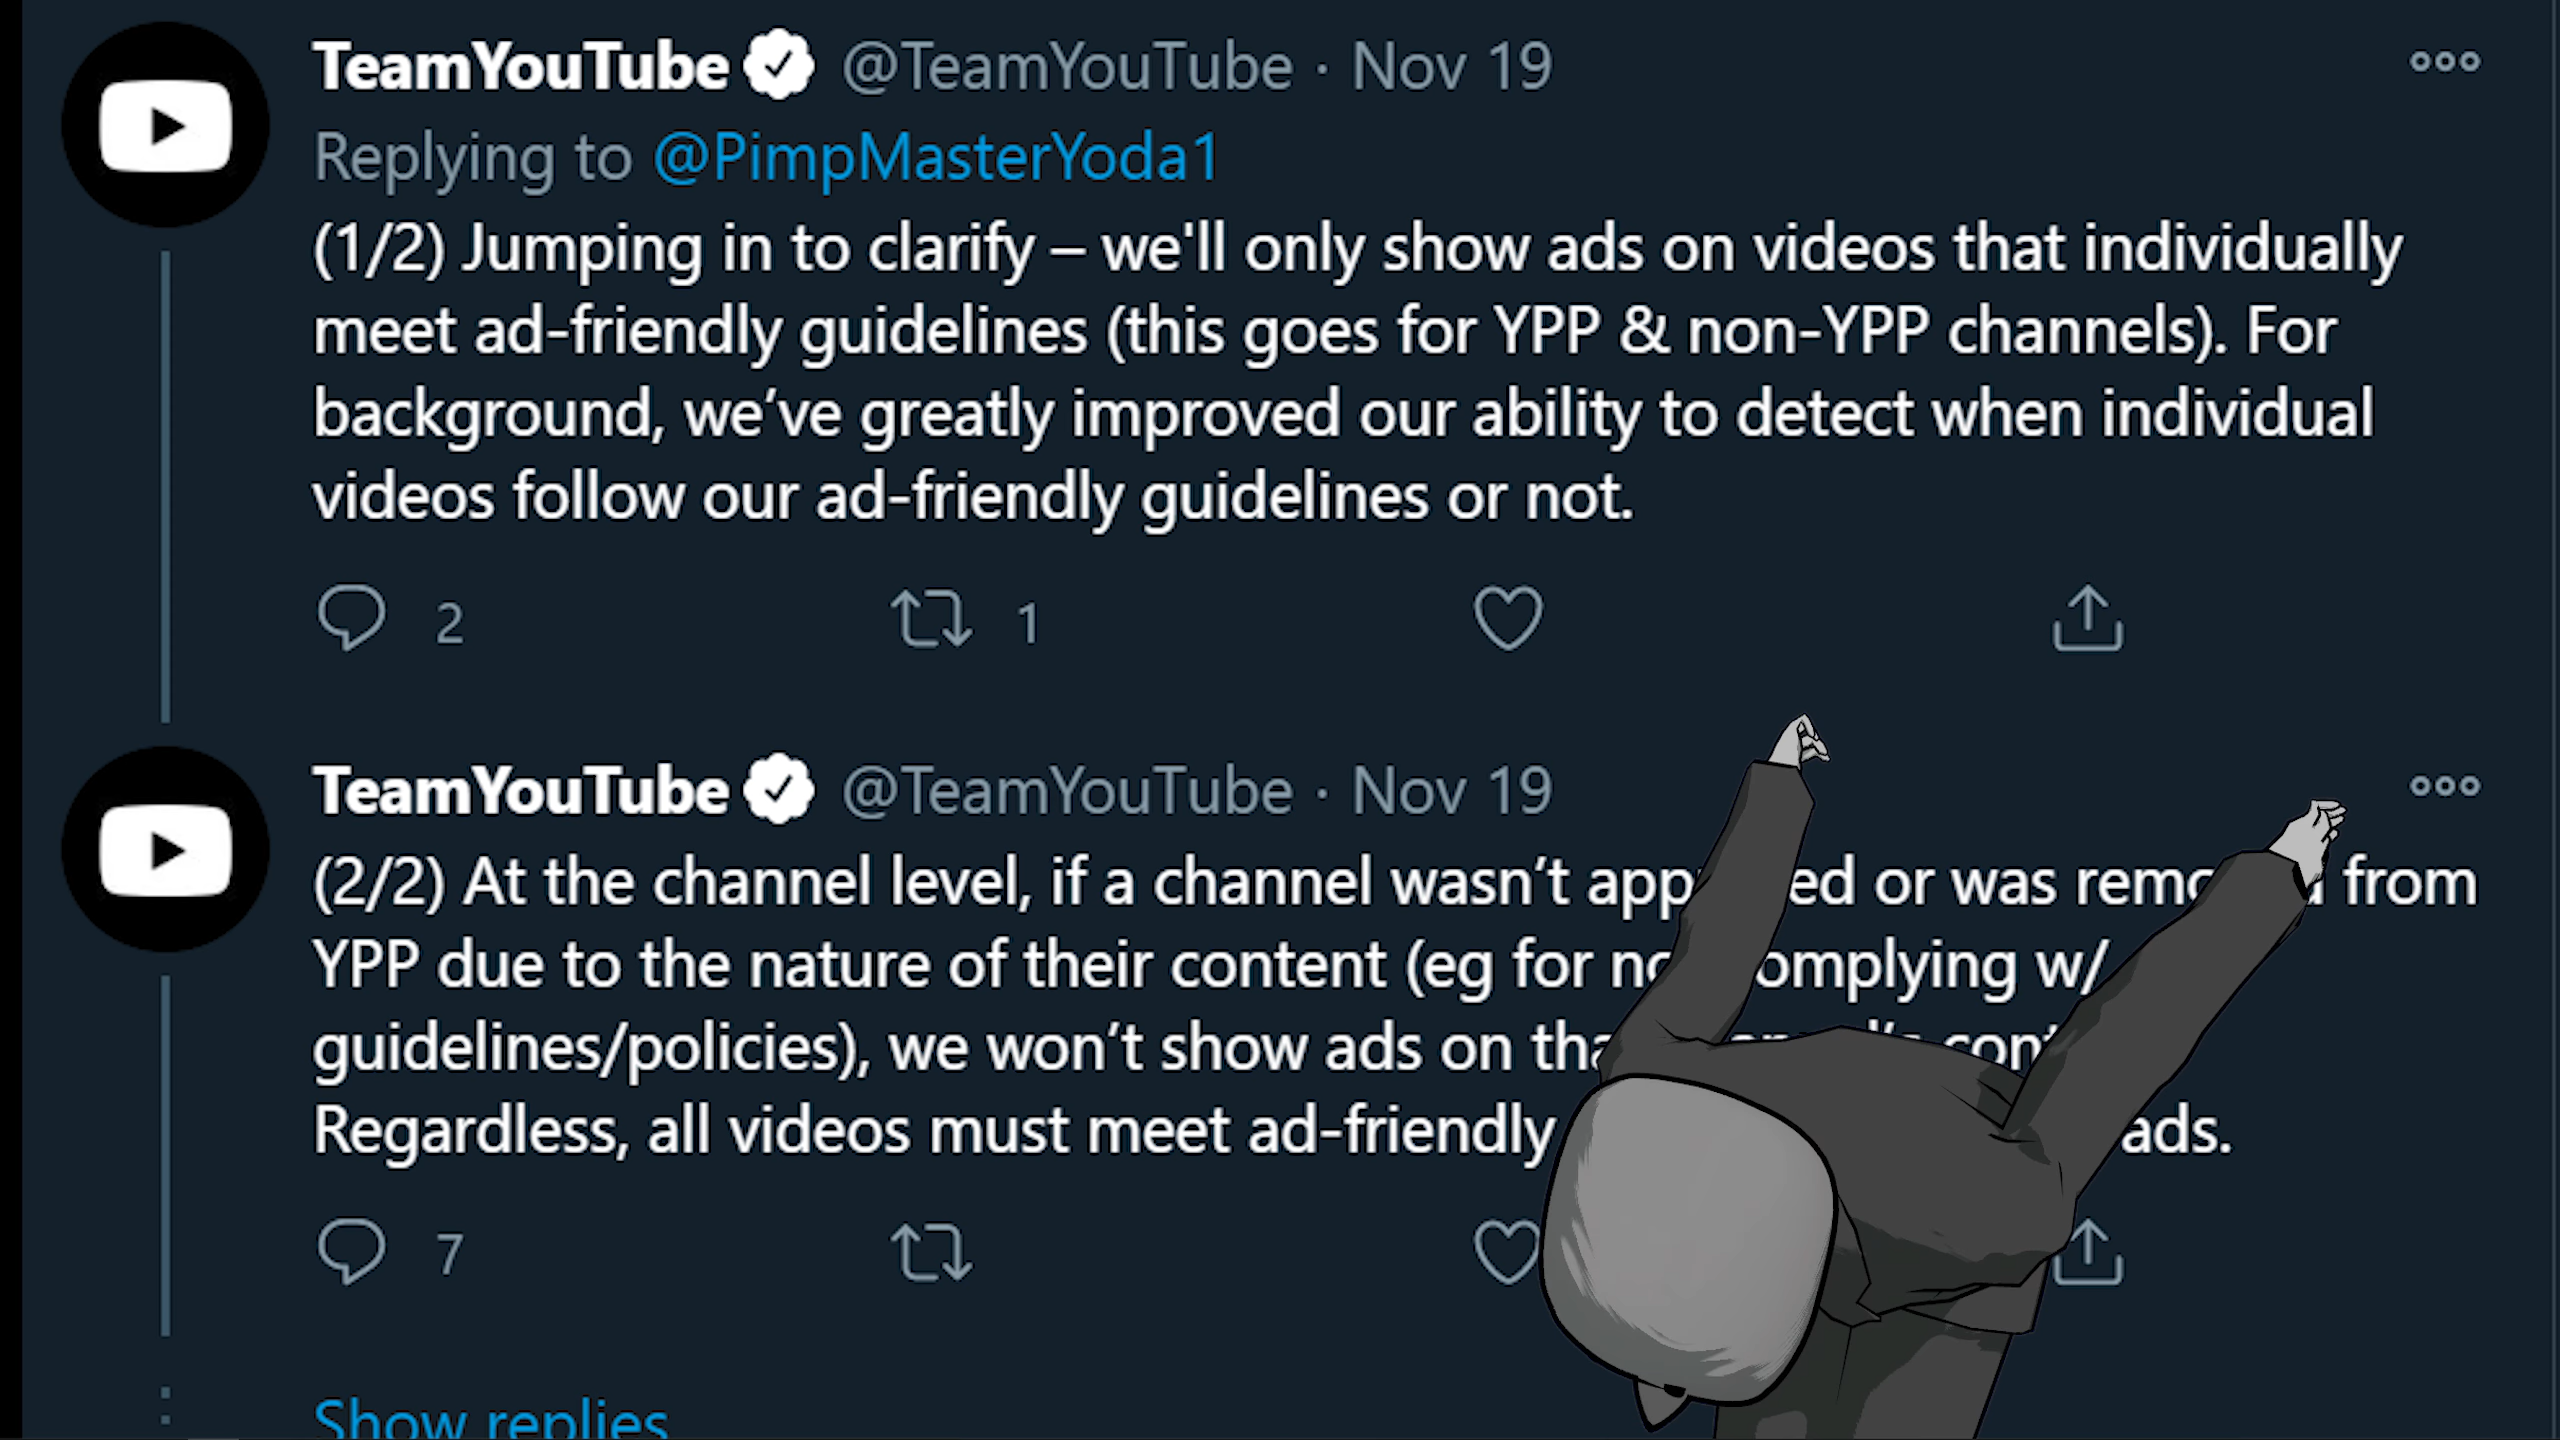 TeamYouTube @TeamYouTube · Nov 19
Replying to @PimpMasterYoda1
(1/2) Jumping in to clarify – we'll only show ads on videos that individually
meet ad-friendly guidelines (this goes for YPP & non-YPP channels). For
background, we’ve greatly improved our ability to detect when individual
videos follow our ad-friendly guidelines or not.
2 1
TeamYouTube @TeamYouTube · Nov 19
(2/2) At the channel level, if a channel wasn’t or was from
YPP due to the nature of their content (eg for w/
guidelines/policies), we won’t show ads on
Regardless, all videos must meet ad-friendly ads.
7
Show replies